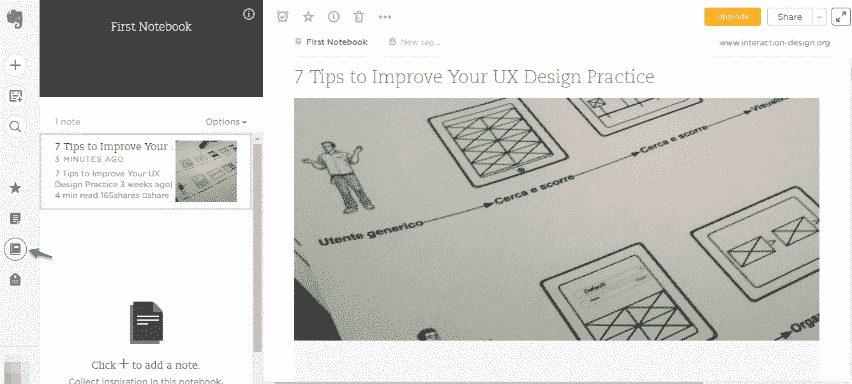 First Notebook
1 note
Options
7 Tips to Improve Your
3 MINUTES AGO
7 Tips to Improve Your UX
Design Practice 3 weeks ago|
4 min read 165shares 0share
Click + to add a note.
Collect inspiration in this notebook.
Upgrade
Share
First Notebook
New tag...
www.interaction-design.org
7 Tips to Improve Your UX Design Practice
Utente generico
Cerca e scorre
Cerca e scorre
Default